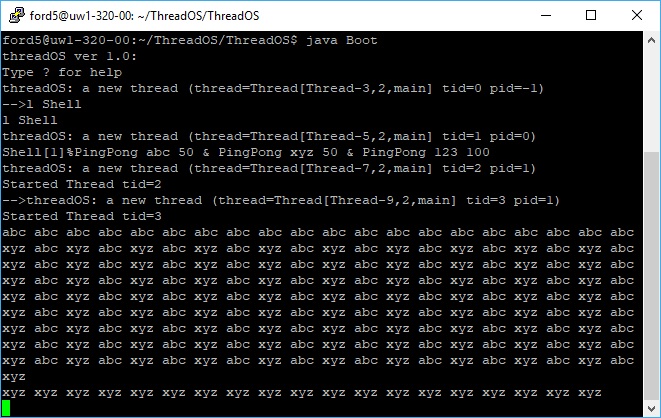 ford5@uw1-320-00: ~/ThreadOS/ThreadOS
ford5@uw1-320-00:~/ThreadOS/ThreadOS$ java Boot
threadOS ver 1.0:
Type ? for help
threadOS: a new thread (thread=Thread[Thread-3,2,main] tid=0 pid=-1)
-->l Shell
l Shell
threadOS: a new thread (thread=Thread[Thread-5,2,main] tid=1 pid=0)
Shell[1]%PingPong abc 50 & PingPong xyz 50 & PingPong 123 100
threadOS: a new thread (thread=Thread[Thread-7,2,main] tid=2 pid=1)
Started Thread tid=2
-->threadOS: a new thread (thread=Thread[Thread-9,2,main] tid=3 pid=1)
Started Thread tid=3
abc abc abc abc abc abc abc abc abc abc abc abc abc abc abc abc abc abc abc abc
xyz abc xyz abc xyz abc xyz abc xyz abc xyz abc xyz abc xyz abc xyz abc xyz abc
xyz abc xyz abc xyz abc xyz abc xyz abc xyz abc xyz abc xyz abc xyz abc xyz abc
xyz abc xyz abc xyz abc xyz abc xyz abc xyz abc xyz abc xyz abc xyz abc xyz abc
xyz abc xyz abc xyz abc xyz abc xyz abc xyz abc xyz abc xyz abc xyz abc xyz abc
xyz abc xyz abc xyz abc xyz abc xyz abc xyz abc xyz abc xyz abc xyz abc xyz abc
xyz abc xyz abc xyz abc xyz abc xyz abc xyz abc xyz abc xyz abc xyz abc xyz abc
xyz abc xyz abc xyz abc xyz abc xyz abc xyz abc xyz abc xyz abc xyz abc xyz abc
xyz abc xyz abc xyz abc xyz abc xyz abc xyz abc xyz abc xyz abc xyz abc xyz abc
xyz
xyz xyz xyz xyz xyz xyz xyz xyz xyz xyz xyz xyz xyz xyz xyz xyz xyz xyz xyz